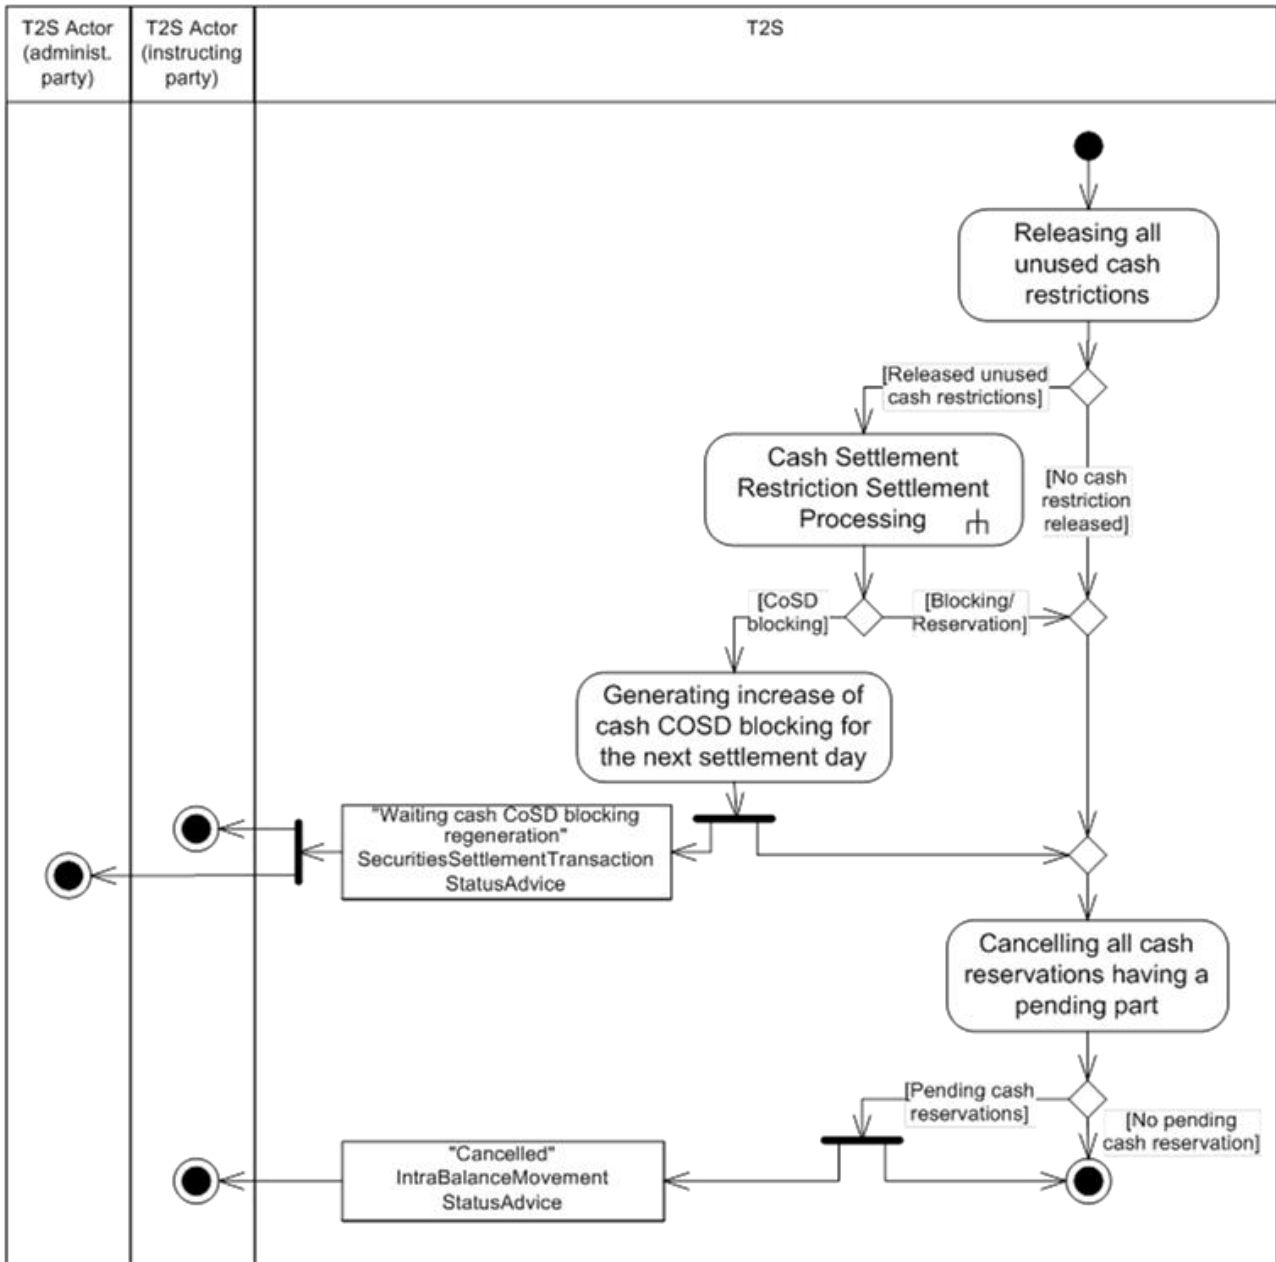 T2S Actor
(administ.
party)
T2S Actor
(instructing
party)
T2S
Releasing all
unused cash
restrictions
[Released unused
cash restrictions]
Cash Settlement
Restriction Settlement
Processing
[No cash
restriction
released]
[CoSD
blocking]
[Blocking/
Reservation]
Generating increase of
cash COSD blocking for
the next settlement day
"Waiting cash CoSD blocking
regeneration"
SecuritiesSettlementTransaction
StatusAdvice
Cancelling all cash
reservations having a
pending part
[Pending cash
reservations]
[No pending
cash reservation]
"Cancelled"
IntraBalanceMovement
StatusAdvice